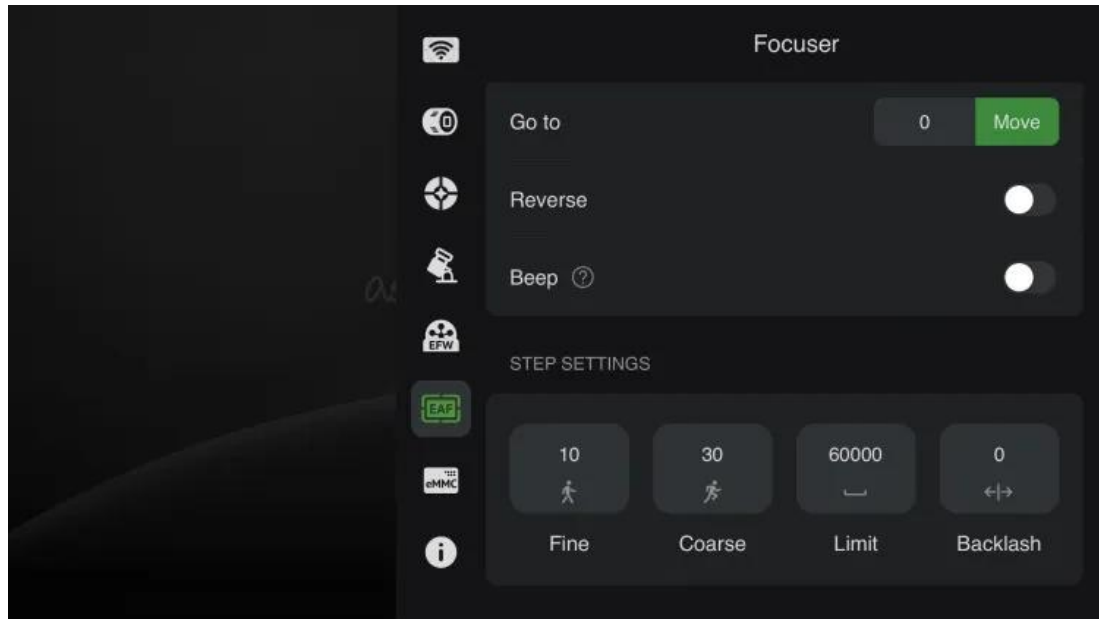 Focuser
Go to
0
Move
Reverse
Beep ?
EFW
STEP SETTINGS
EAF
10
30
60000
0
eMMC
Fine
Coarse
Limit
Backlash